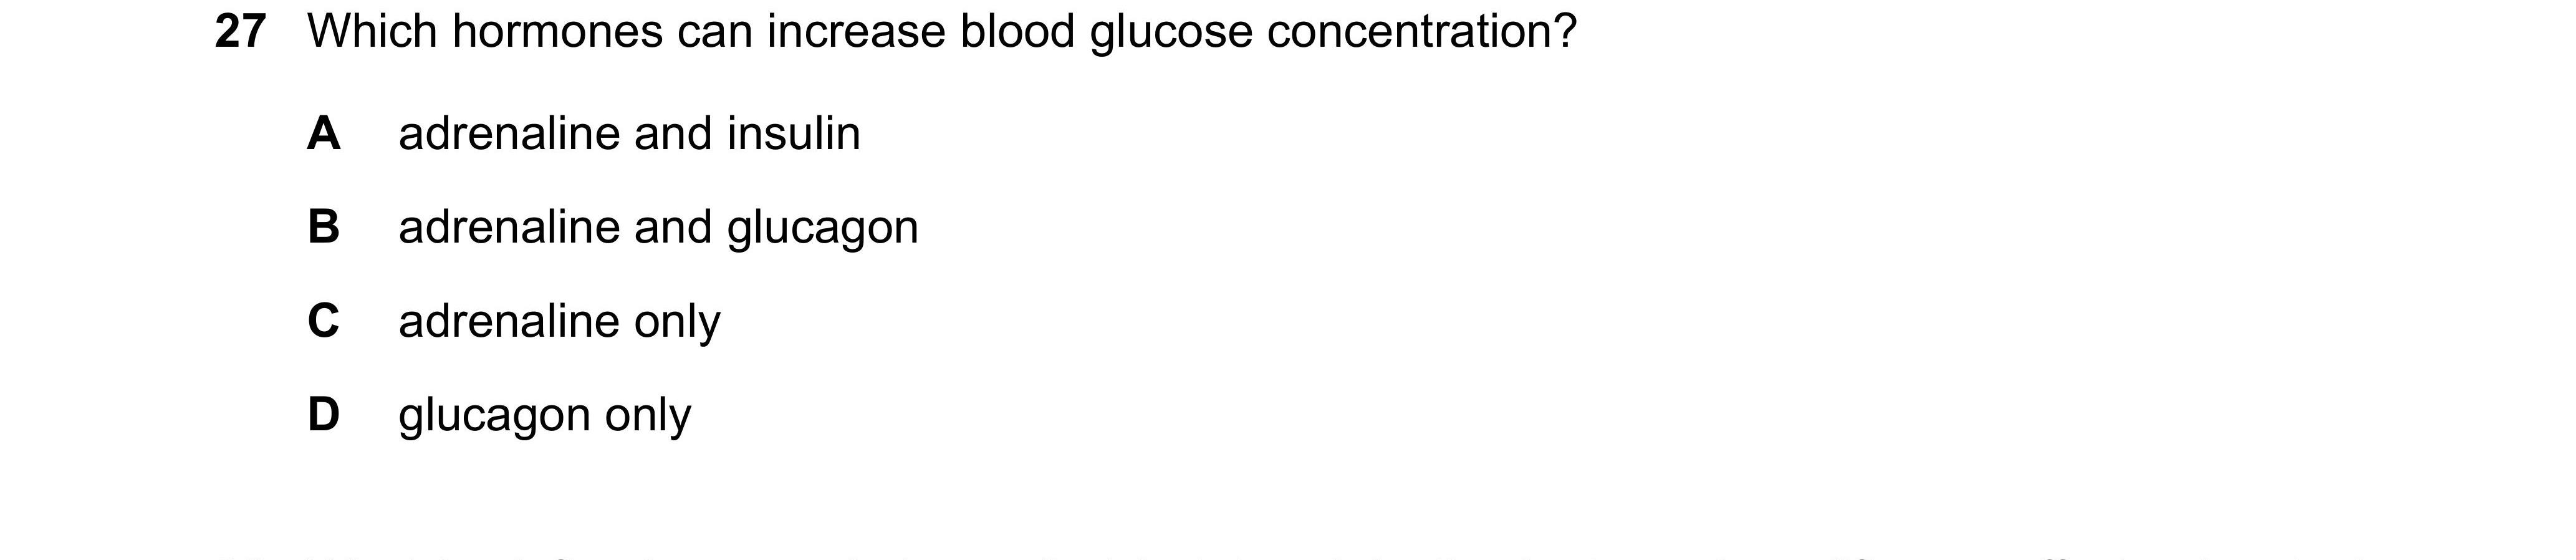 27 Which hormones can increase blood glucose concentration?
A adrenaline and insulin
B adrenaline and glucagon
C adrenaline only
D glucagon only